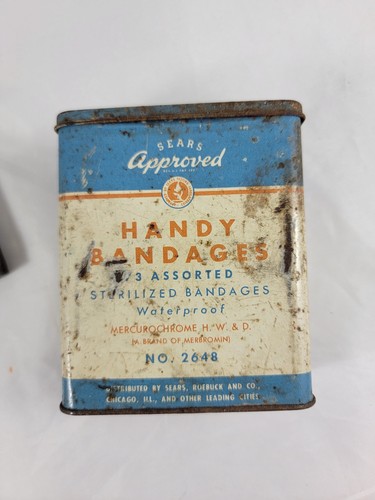 SEARS
Approved
HANDY
BANDAGES
3 ASSORTED
STERILIZED BANDAGES
Waterproof
MERCUROCHROME, H. W. & D.
(A BRAND OF MERBROMIN)
NO. 2648
DISTRIBUTED BY SEARS, ROEBUCK AND CO.,
CHICAGO, ILL., AND OTHER LEADING CITIES